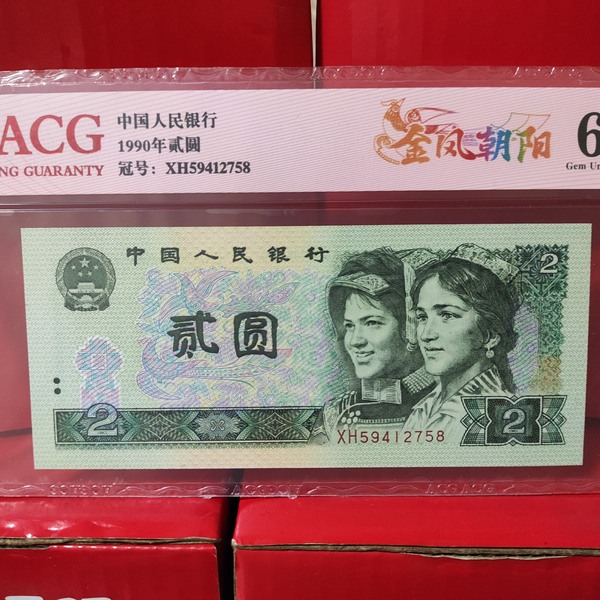 ACG
NG GUARANTY
中国人民银行
1990年贰圆
冠号：XH59412758
金凤朝阳
6
Gem Un
中国人民银行
2
贰圆
2
XH59412758
2
ACG ACG